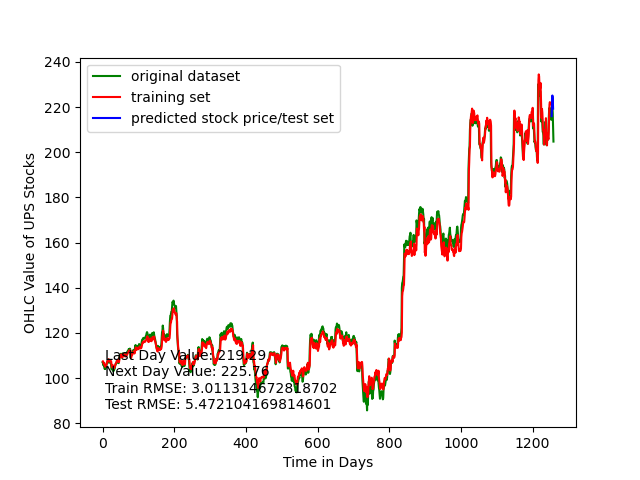 original dataset
training set
predicted stock price/test set
240
220
200
180
160
140
120
100
80
OHLC Value of UPS Stocks
Last Day Value: 219.29
Next Day Value: 225.76
Train RMSE: 3.011314672818702
Test RMSE: 5.472104169814601
0 200 400 600 800 1000 1200
Time in Days